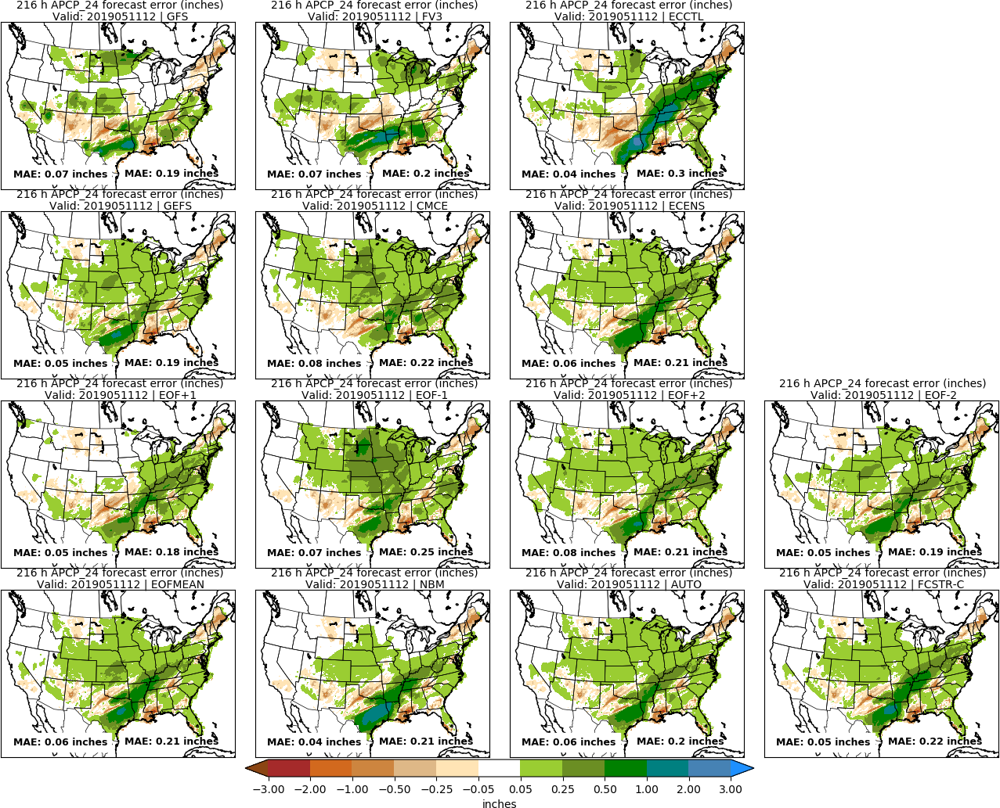 216 h APCP_24 forecast error (inches)
Valid: 2019051112 | GFS
MAE: 0.07 inches
MAE: 0.19 inches
216 h APCP_24 forecast error (inches)
Valid: 2019051112 | FV3
MAE: 0.07 inches
MAE: 0.2 inches
216 h APCP_24 forecast error (inches)
Valid: 2019051112 | ECCTL
MAE: 0.04 inches
MAE: 0.3 inches
216 h APCP_24 forecast error (inches)
Valid: 2019051112 | GEFS
MAE: 0.05 inches
MAE: 0.19 inches
216 h APCP_24 forecast error (inches)
Valid: 2019051112 | CMCE
MAE: 0.08 inches
MAE: 0.22 inches
216 h APCP_24 forecast error (inches)
Valid: 2019051112 | ECENS
MAE: 0.06 inches
MAE: 0.21 inches
216 h APCP_24 forecast error (inches)
Valid: 2019051112 | EOF+1
MAE: 0.05 inches
MAE: 0.18 inches
216 h APCP_24 forecast error (inches)
Valid: 2019051112 | EOF-1
MAE: 0.07 inches
MAE: 0.25 inches
216 h APCP_24 forecast error (inches)
Valid: 2019051112 | EOF+2
MAE: 0.08 inches
MAE: 0.21 inches
216 h APCP_24 forecast error (inches)
Valid: 2019051112 | EOF-2
MAE: 0.05 inches
MAE: 0.19 inches
216 h APCP_24 forecast error (inches)
Valid: 2019051112 | EOFMEAN
MAE: 0.06 inches
MAE: 0.21 inches
216 h APCP_24 forecast error (inches)
Valid: 2019051112 | NBM
MAE: 0.04 inches
MAE: 0.21 inches
216 h APCP_24 forecast error (inches)
Valid: 2019051112 | AUTO
MAE: 0.06 inches
MAE: 0.2 inches
216 h APCP_24 forecast error (inches)
Valid: 2019051112 | FCSTR-C
MAE: 0.05 inches
MAE: 0.22 inches
−3.00 −2.00 −1.00 −0.50 −0.25 −0.05 0.05 0.25 0.50 1.00 2.00 3.00
inches